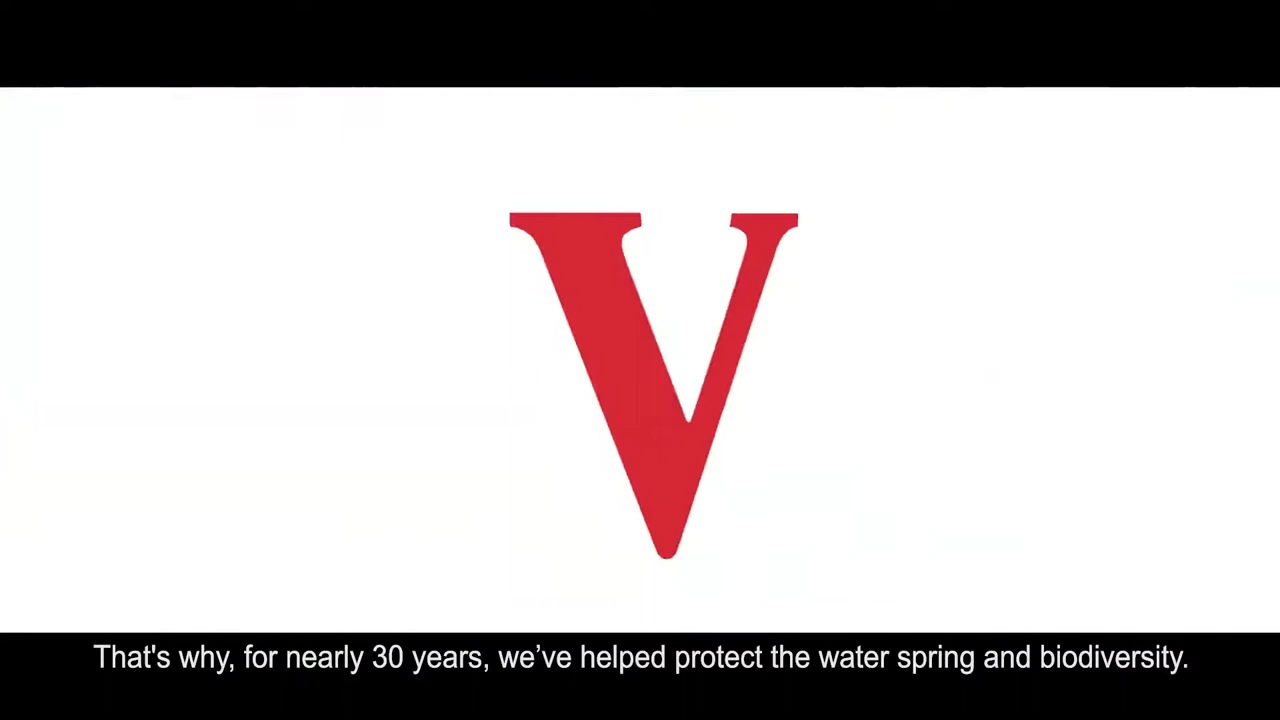 V
That's why, for nearly 30 years, we’ve helped protect the water spring and biodiversity.